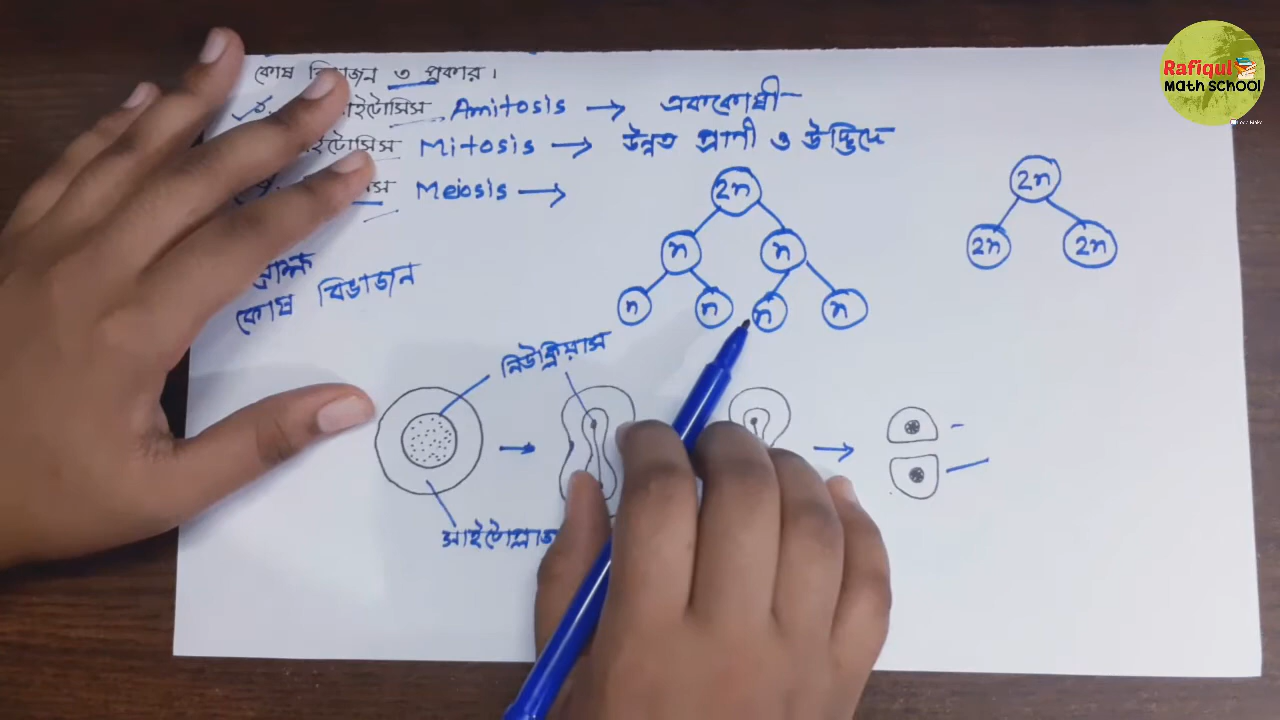 কোষ বিভাজন ৩ প্রকার।
Amitosis → এককোষী
Mitosis → উন্নত প্রানী ও উদ্ভিদে
Meiosis →
2n
2n
n n
2n 2n
n n n n
কোষ বিভাজন
নিউক্লিয়াস
Rafiqul
Math SCHOOL